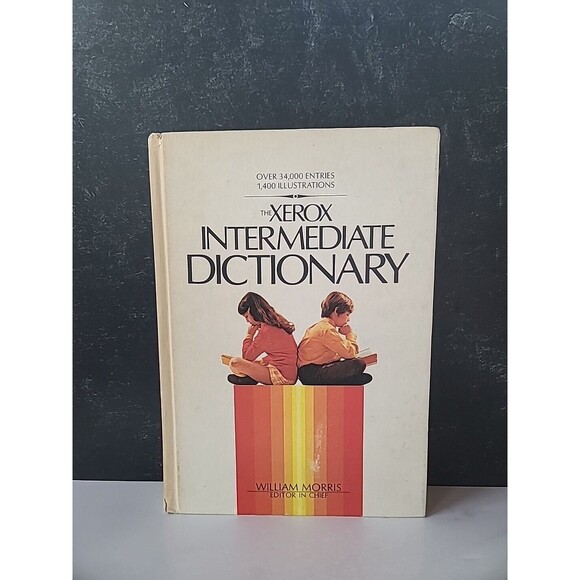 OVER 34,000 ENTRIES
1,400 ILLUSTRATIONS
THE XEROX
INTERMEDIATE
DICTIONARY
WILLIAM MORRIS
EDITOR IN CHIEF